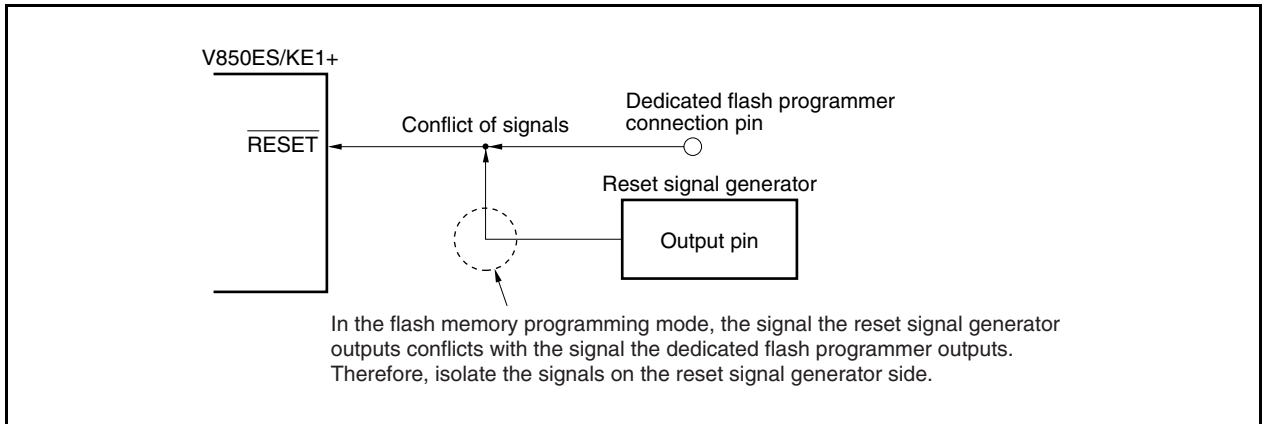 V850ES/KE1+
Dedicated flash programmer
connection pin
Conflict of signals
RESET
Reset signal generator
Output pin
In the flash memory programming mode, the signal the reset signal generator
outputs conflicts with the signal the dedicated flash programmer outputs.
Therefore, isolate the signals on the reset signal generator side.